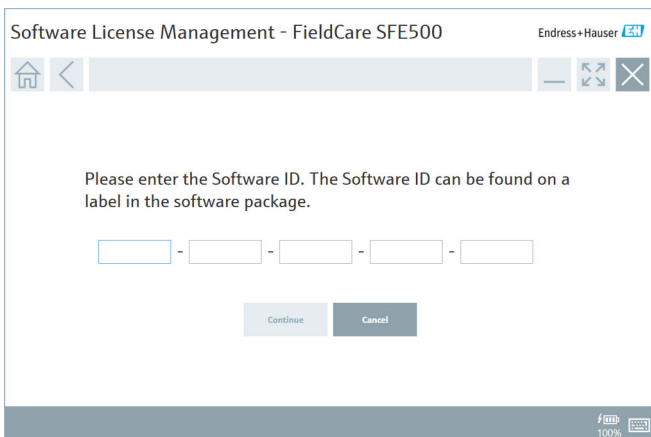 Software License Management - FieldCare SFE500
Endress+Hauser EH
Please enter the Software ID. The Software ID can be found on a
label in the software package.
- - - -
Continue Cancel
100%